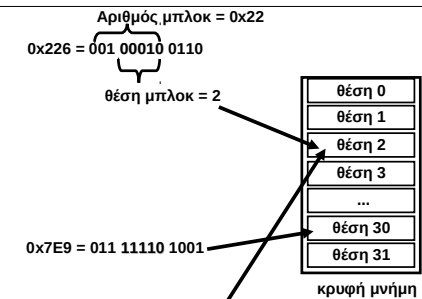 Αριθμός μπλοκ = 0x22
0x226 = 001 00010 0110
θέση μπλοκ = 2
θέση 0
θέση 1
θέση 2
θέση 3
...
θέση 30
0x7E9 = 011 11110 1001
θέση 31
κρυφή μνήμη